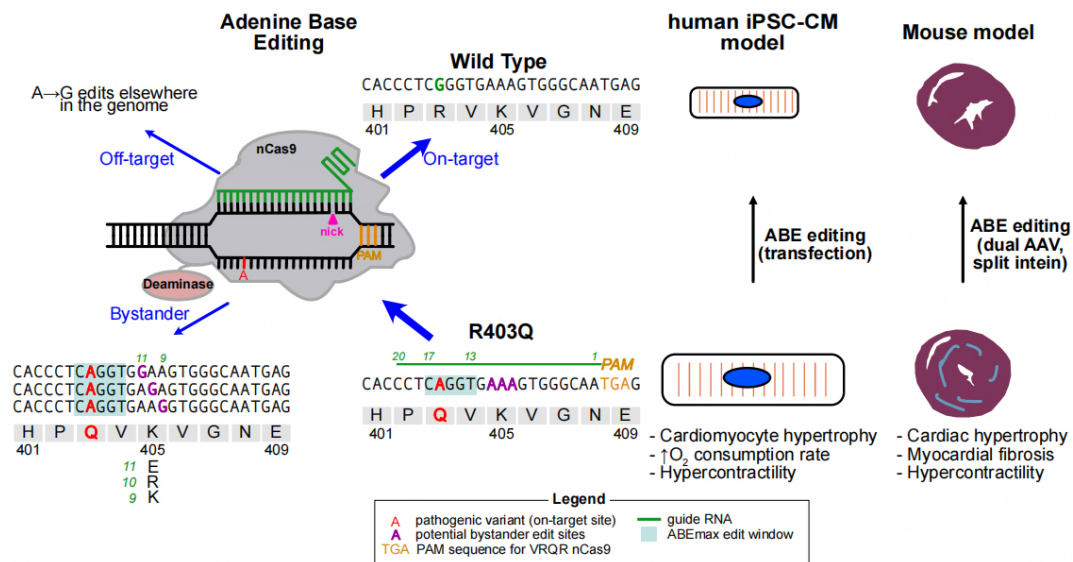 Adenine Base
Editing
human iPSC-CM
model
Mouse model
Wild Type
CACCCTCGGGTGAAAGTGGGCAATGAG
H P R V K V G N E
401 405 409
A→G edits elsewhere
in the genome
Off-target
nCas9
On-target
nick
PAM
A
Deaminase
Bystander
ABE editing
(transfection)
ABE editing
(dual AAV,
split intein)
R403Q
20 17 13 1 PAM
CACCCTCAGGTGAAAGTGGGCAATGAG
H P Q V K V G N E
401 405 409
11 9
CACCCTCAGGTGGAAGTGGGCAATGAG
CACCCTCAGGTGAGAGTGGGCAATGAG
CACCCTCAGGTGAAGGTGGGCAATGAG
H P Q V K V G N E
401 405 409
11 E
10 R
9 K
- Cardiomyocyte hypertrophy
- ↑O2 consumption rate
- Hypercontractility
- Cardiac hypertrophy
- Myocardial fibrosis
- Hypercontractility
Legend
A pathogenic variant (on-target site)
A potential bystander edit sites
TGA PAM sequence for VRQR nCas9
guide RNA
ABEmax edit window